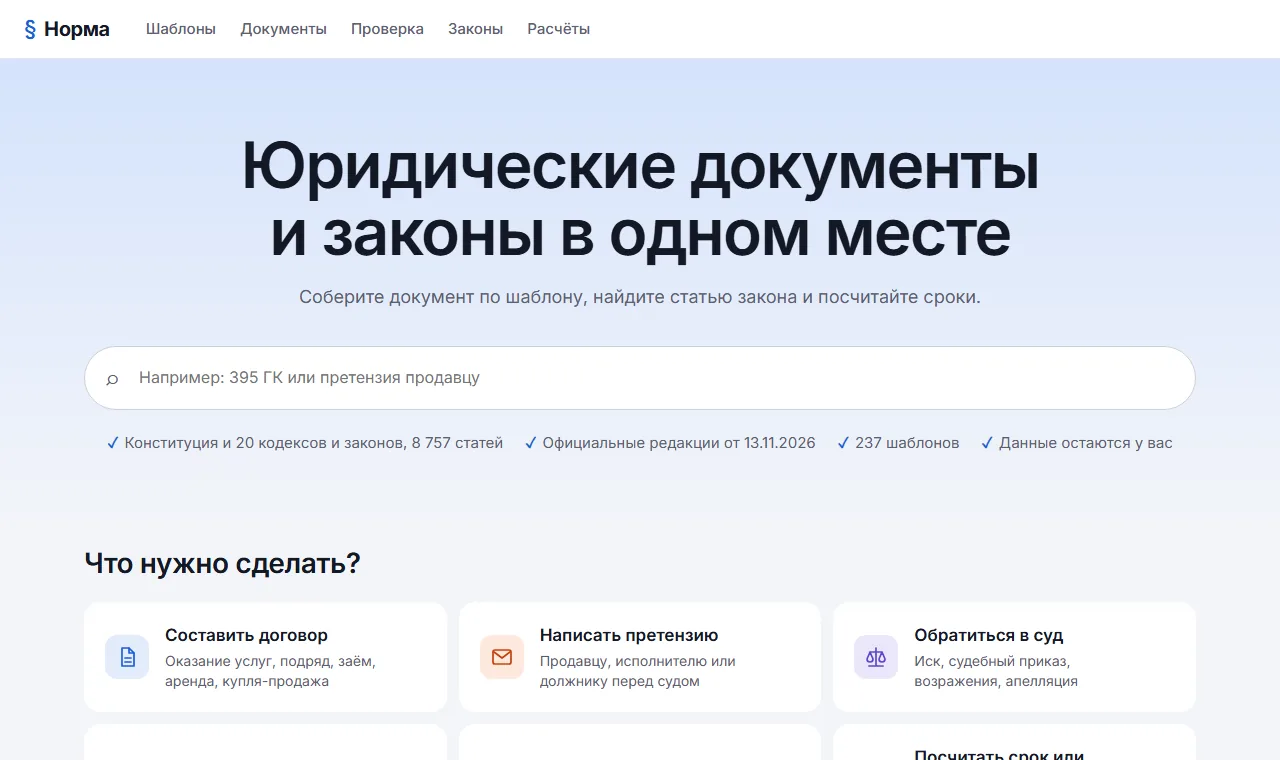 § Норма Шаблоны Документы Проверка Законы Расчёты
Юридические документы
и законы в одном месте
Соберите документ по шаблону, найдите статью закона и посчитайте сроки.
Например: 395 ГК или претензия продавцу
✓ Конституция и 20 кодексов и законов, 8 757 статей ✓ Официальные редакции от 13.11.2026 ✓ 237 шаблонов ✓ Данные остаются у вас
Что нужно сделать?
Составить договор
Оказание услуг, подряд, заём,
аренда, купля-продажа
Написать претензию
Продавцу, исполнителю или
должнику перед судом
Обратиться в суд
Иск, судебный приказ,
возражения, апелляция
Посчитать срок или